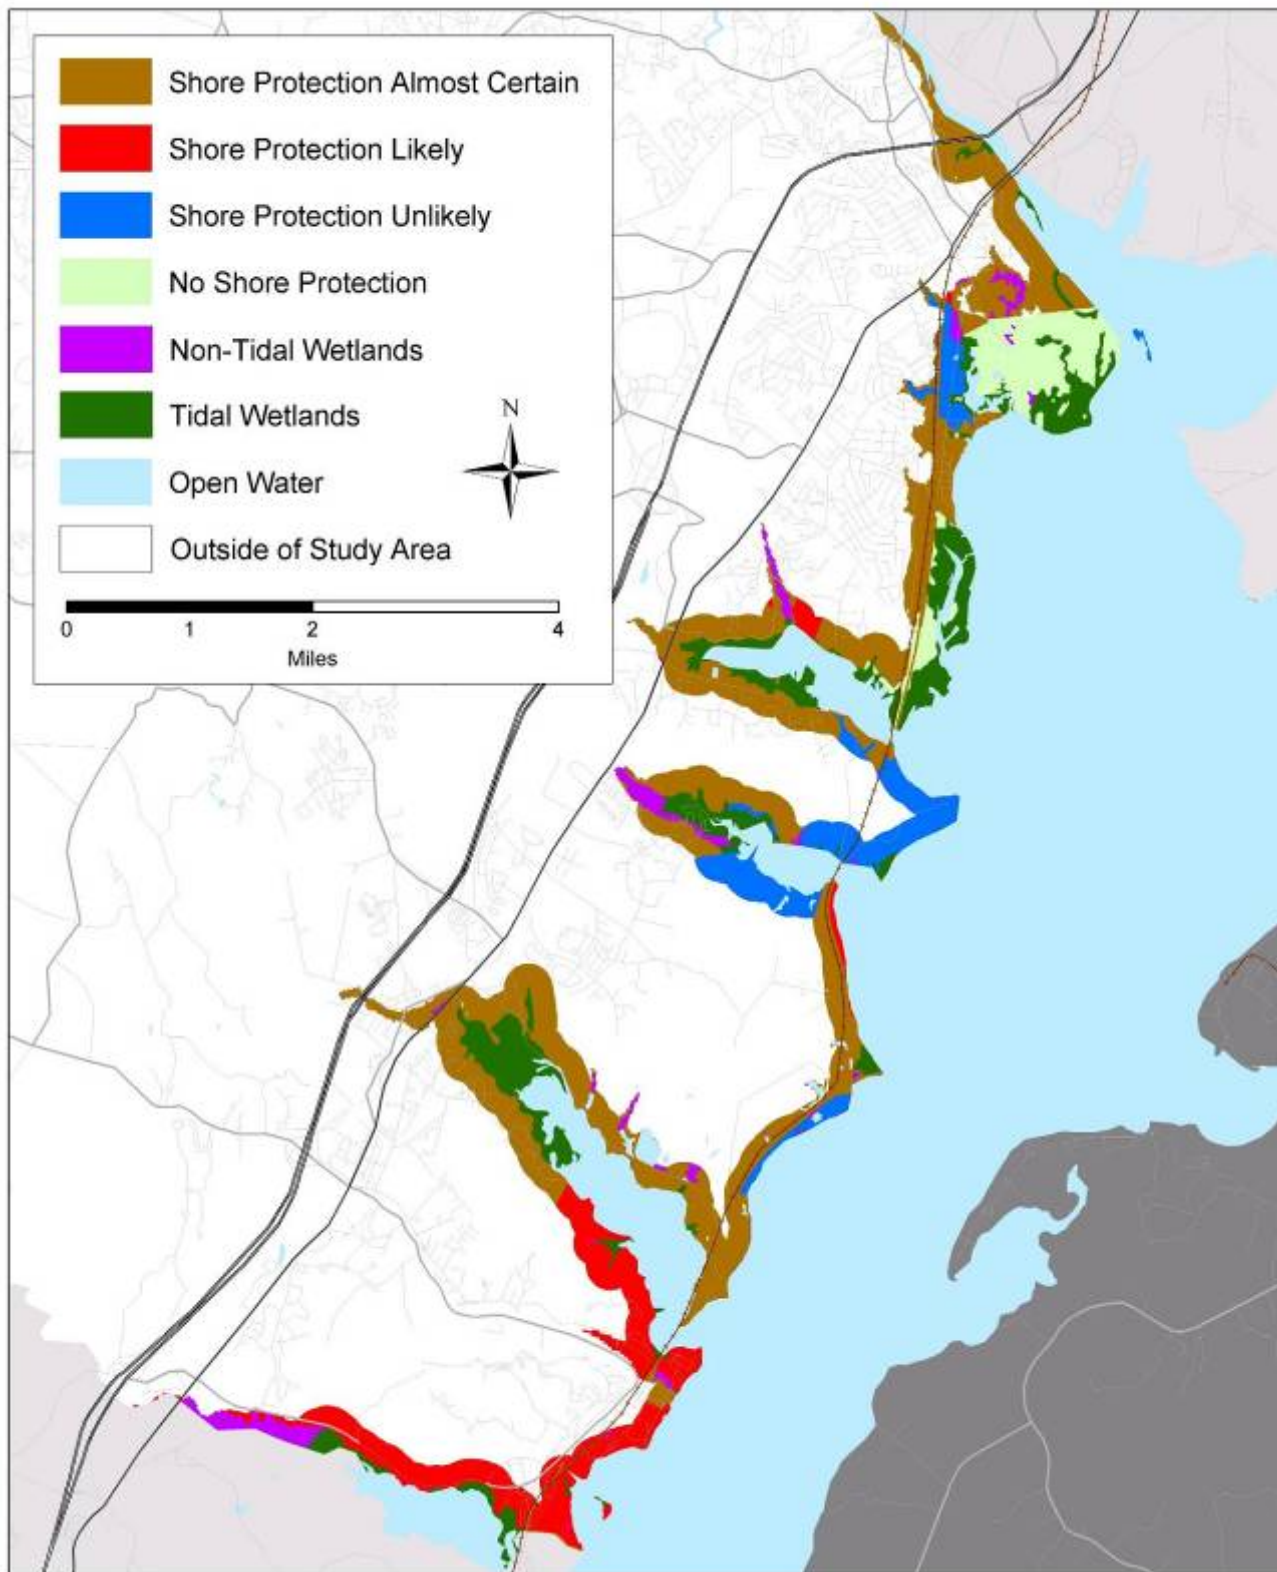 Shore Protection Almost Certain
Shore Protection Likely
Shore Protection Unlikely
No Shore Protection
Non-Tidal Wetlands
Tidal Wetlands
N
Open Water
Outside of Study Area
0 1 2 4
Miles